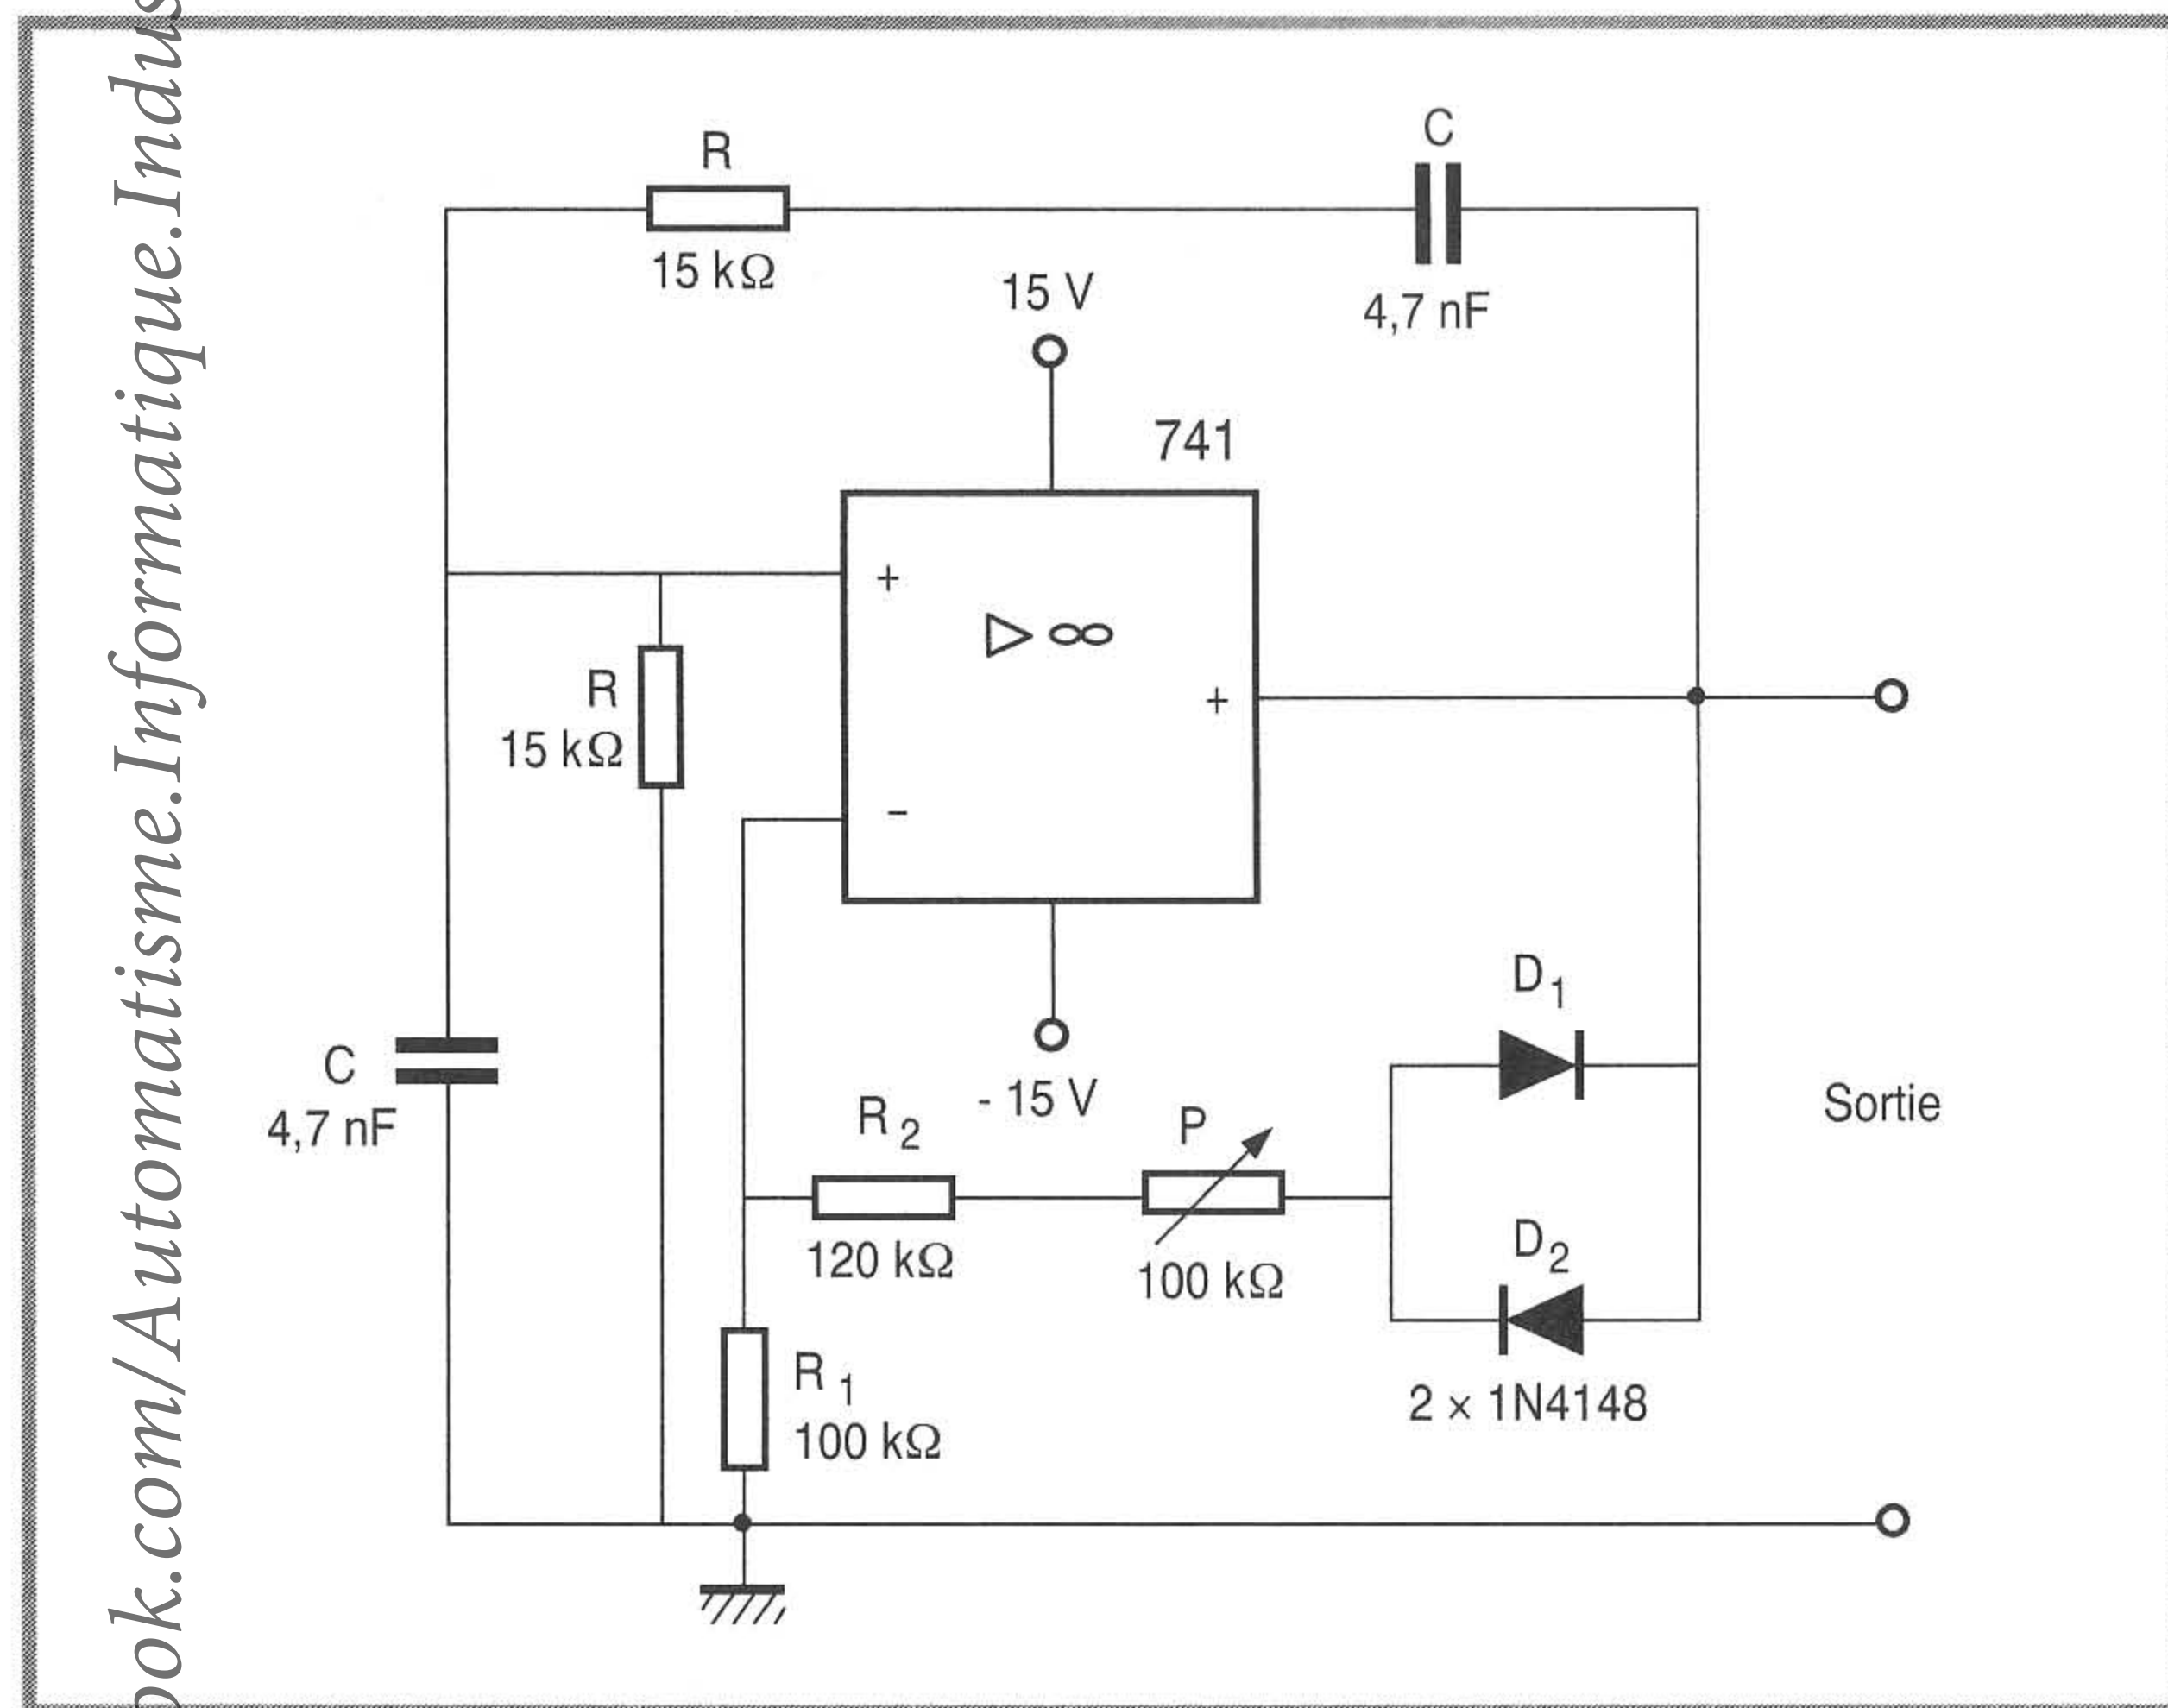 ook.com/Automatisme.Informatique.Indus
R
15 kΩ
C
4,7 nF
15 V
741
+
▷ ∞
+
R
15 kΩ
−
- 15 V
C
4,7 nF
R 2
120 kΩ
P
100 kΩ
D 1
D 2
2 × 1N4148
Sortie
R 1
100 kΩ